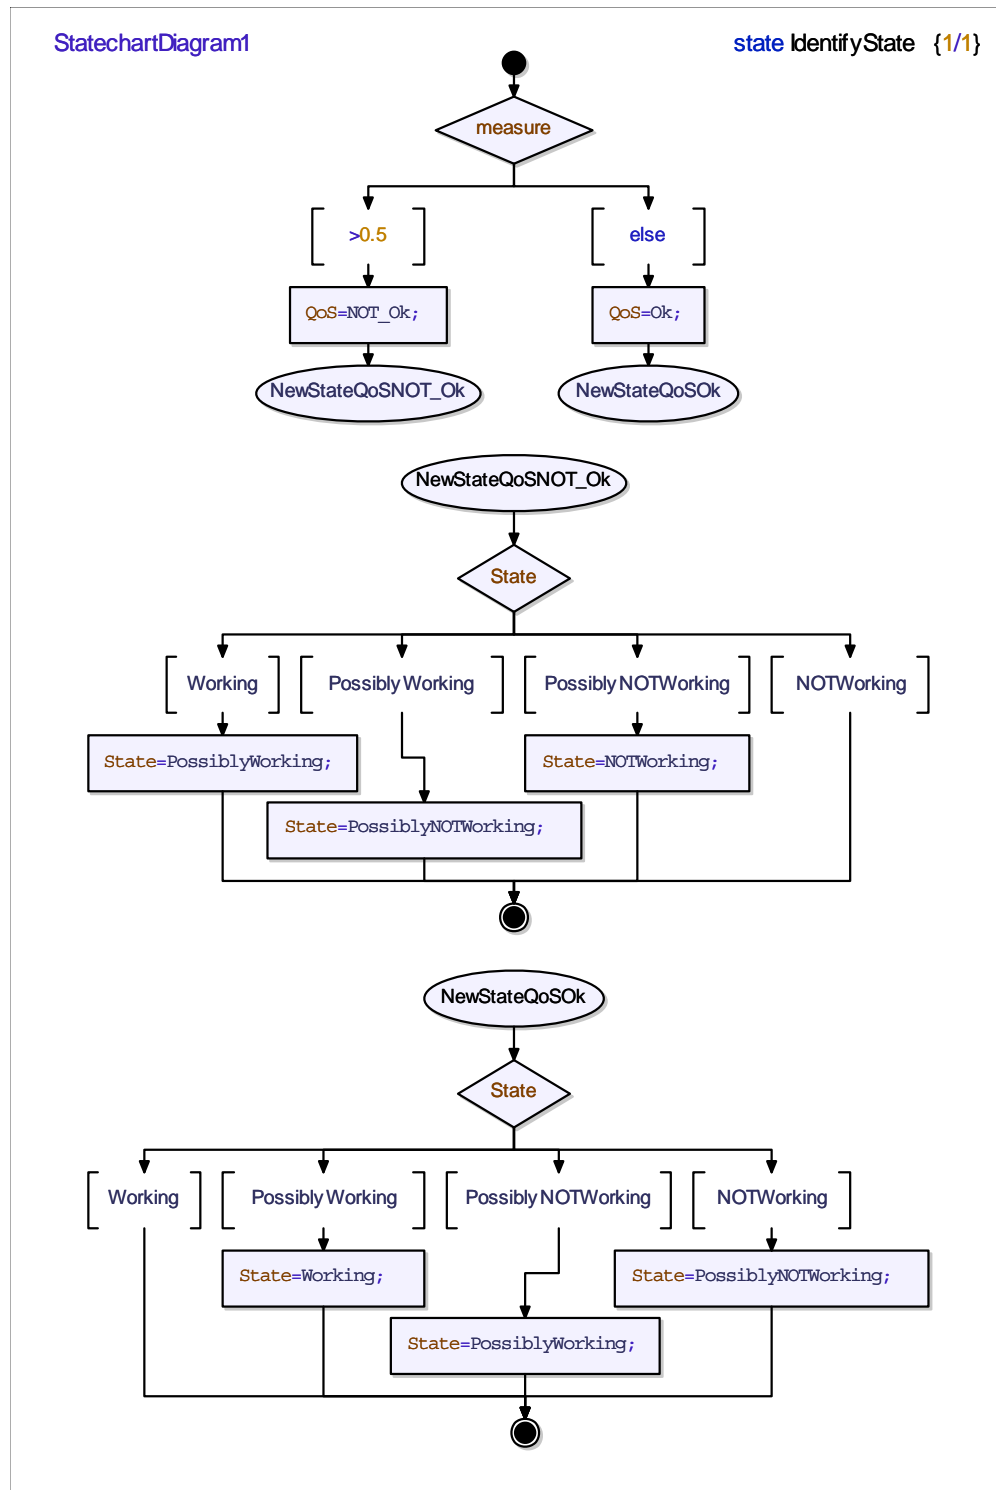 StatechartDiagram1
state IdentifyState {1/1}
measure
>0.5
else
QoS=NOT_Ok;
QoS=Ok;
NewStateQoSNOT_Ok
NewStateQoSOk
NewStateQoSNOT_Ok
State
Working
Possibly Working
Possibly NOTWorking
NOTWorking
State=PossiblyWorking;
State=NOTWorking;
State=PossiblyNOTWorking;
NewStateQoSOk
State
Working
Possibly Working
Possibly NOTWorking
NOTWorking
State=Working;
State=PossiblyNOTWorking;
State=PossiblyWorking;